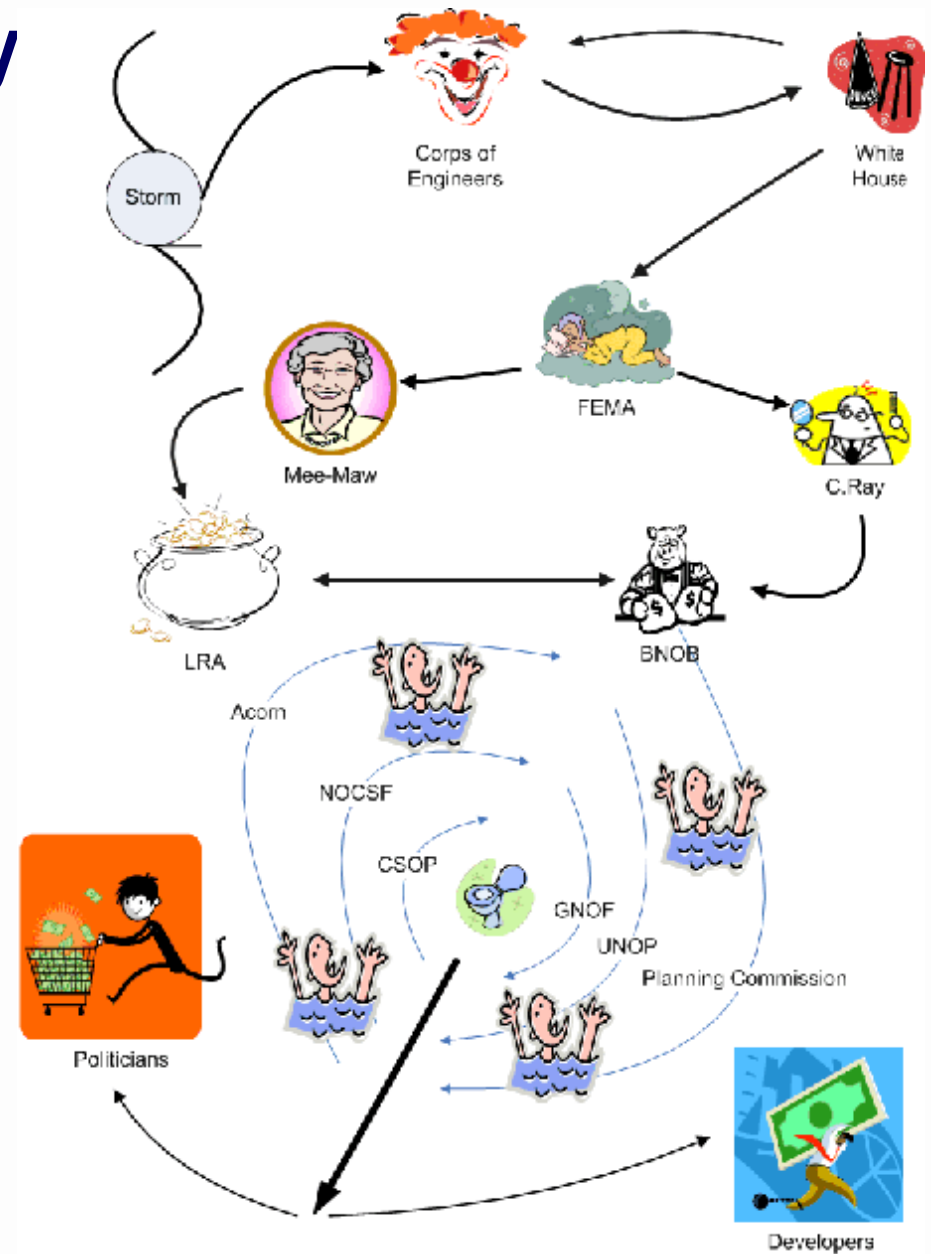 y
Corps of
Engineers
White
House
Storm
FEMA
Mee-Maw
C.Ray
LRA
BNOB
Acorn
NOCSF
CSOP
GNOF
UNOP
Planning Commission
Politicians
Developers